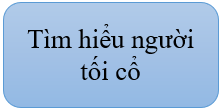 Tìm hiểu người
tối cổ